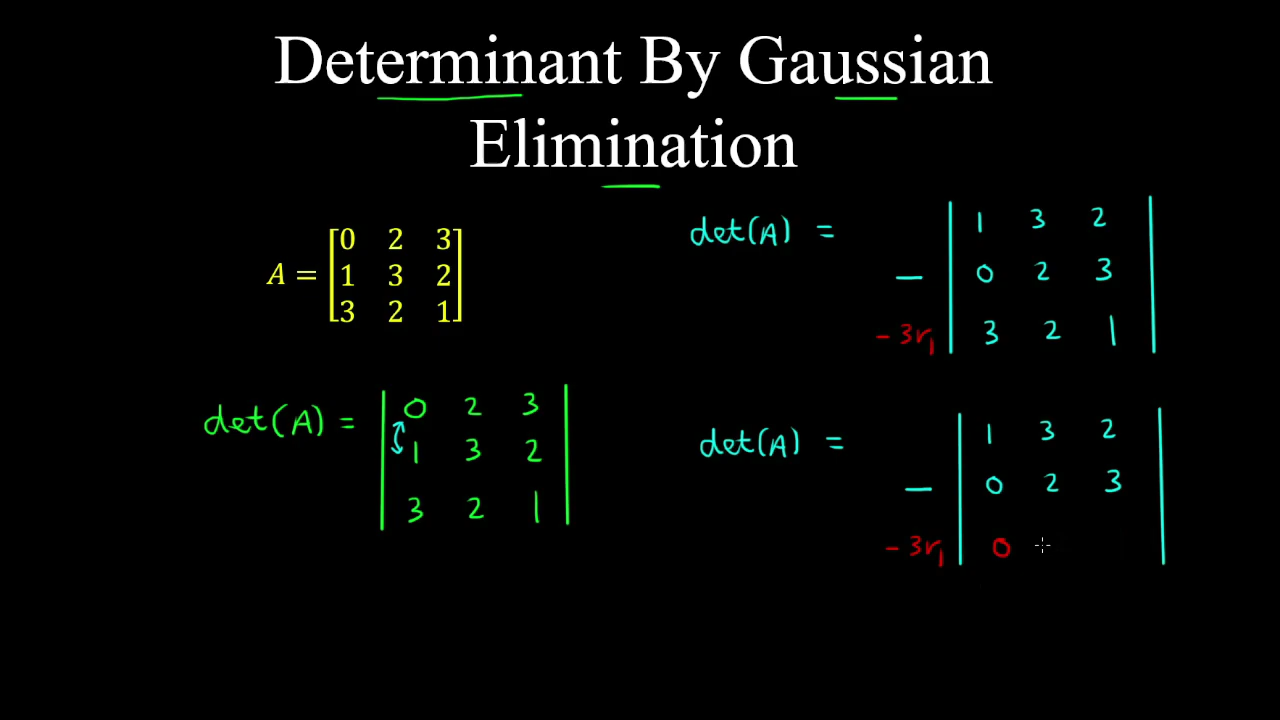 Determinant By Gaussian
Elimination
A = [0 2 3
1 3 2
3 2 1]
det(A) = | 0 2 3 |
| 1 3 2 |
| 3 2 1 |
det(A) =
| 1 3 2 |
— | 0 2 3 |
-3r₁ | 3 2 1 |
det(A) =
| 1 3 2 |
— | 0 2 3 |
-3r₁ | 0 |